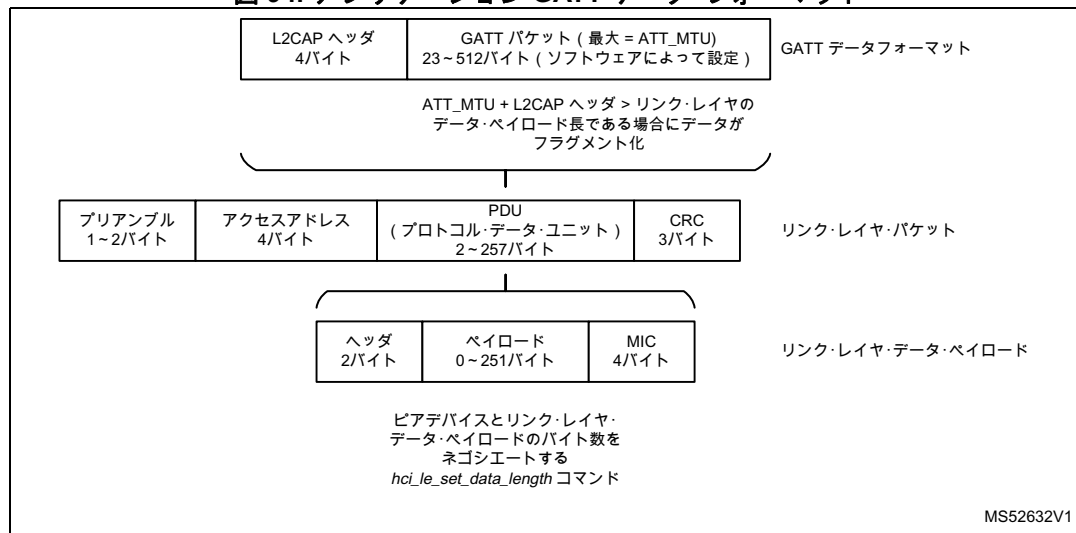 L2CAP ヘッダ
4バイト
GATT パケット ( 最大 = ATT_MTU)
23~512バイト ( ソフトウェアによって設定 )
GATT データフォーマット
ATT_MTU + L2CAP ヘッダ > リンク·レイヤの
データ·ペイロード長である場合にデータが
フラグメント化
プリアンブル
1~2バイト
アクセスアドレス
4バイト
PDU
( プロトコル·データ·ユニット )
2~257バイト
CRC
3バイト
リンク·レイヤ·パケット
ヘッダ
2バイト
ペイロード
0~251バイト
MIC
4バイト
リンク·レイヤ·データ·ペイロード
ピアデバイスとリンク·レイヤ·
データ·ペイロードのバイト数を
ネゴシエートする
hci_le_set_data_length コマンド
MS52632V1